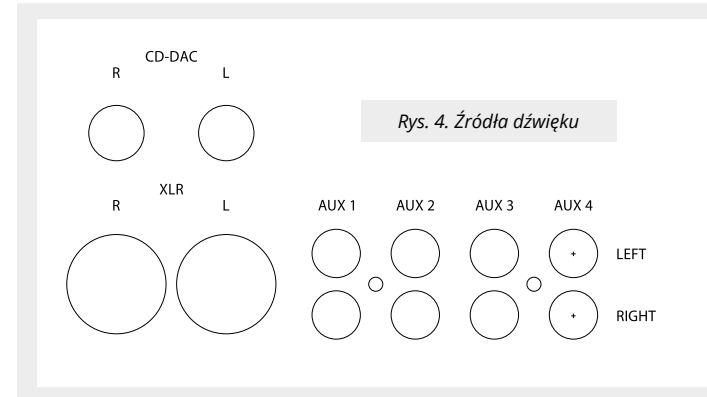 CD-DAC
R L
Rys. 4. Źródła dźwięku
XLR
R L
AUX 1 AUX 2 AUX 3 AUX 4
LEFT
RIGHT